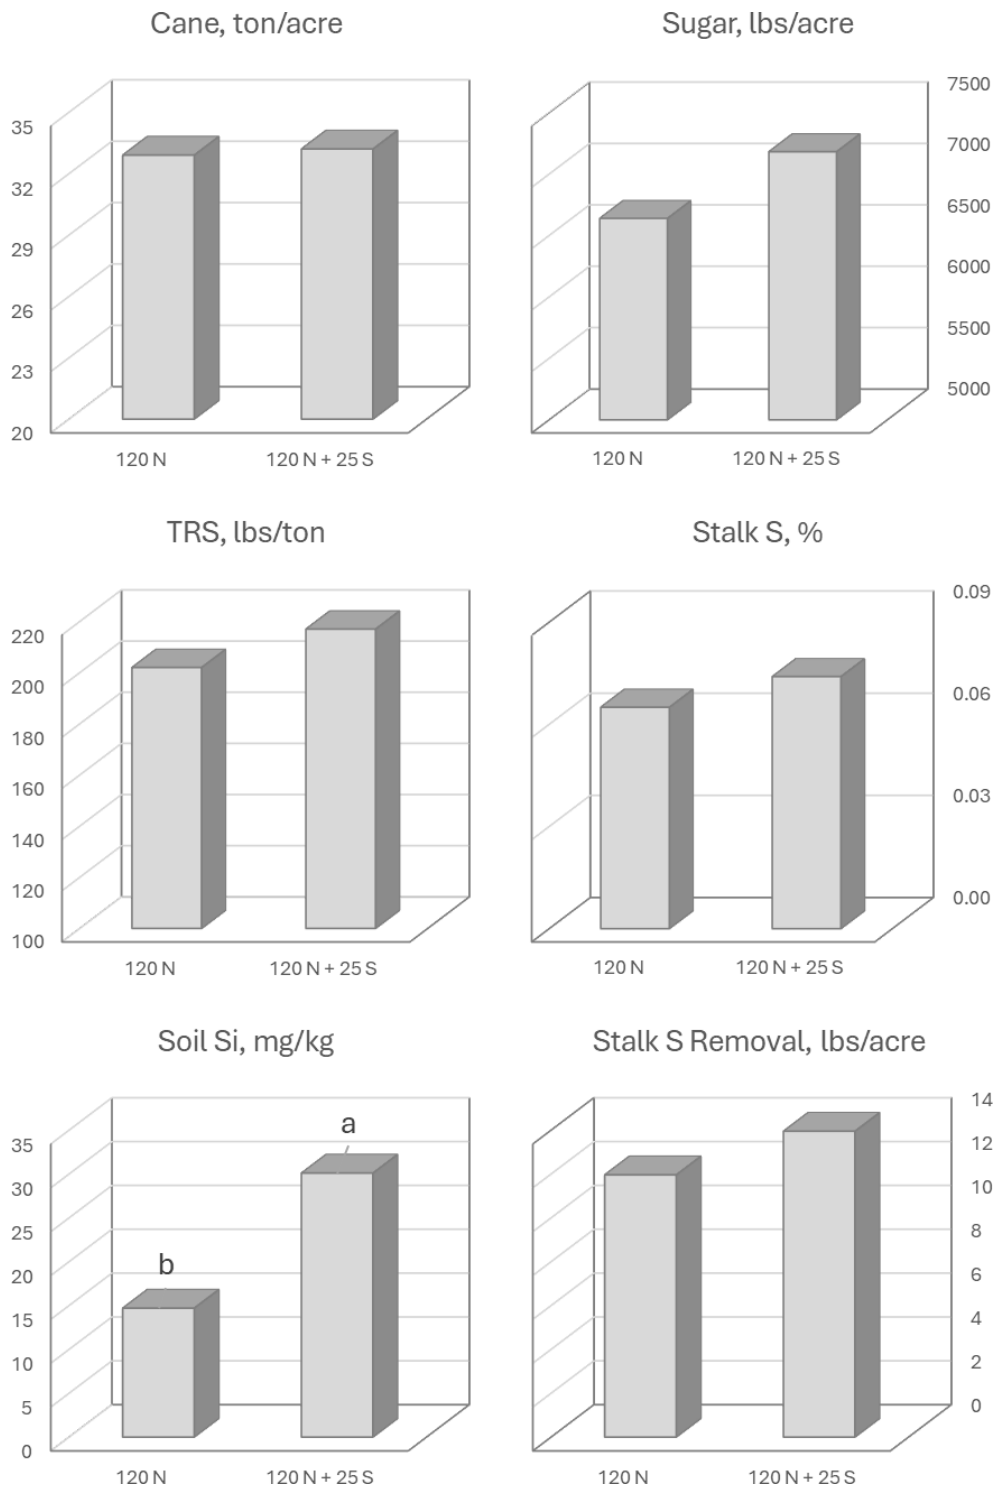 Cane, ton/acre
35
32
29
26
23
20
120 N
120 N + 25 S
Sugar, lbs/acre
7500
7000
6500
6000
5500
5000
120 N
120 N + 25 S
TRS, lbs/ton
220
200
180
160
140
120
100
120 N
120 N + 25 S
Stalk S, %
0.09
0.06
0.03
0.00
120 N
120 N + 25 S
Soil Si, mg/kg
35
30
25
20
15
10
5
0
b
a
120 N
120 N + 25 S
Stalk S Removal, lbs/acre
14
12
10
8
6
4
2
0
120 N
120 N + 25 S